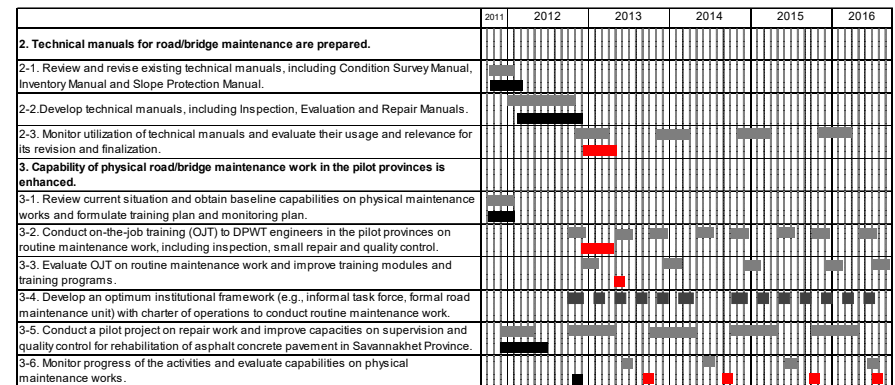 2011 2012 2013 2014 2015 2016
2. Technical manuals for road/bridge maintenance are prepared.
2-1. Review and revise existing technical manuals, including Condition Survey Manual,
Inventory Manual and Slope Protection Manual.
2-2.Develop technical manuals, including Inspection, Evaluation and Repair Manuals.
2-3. Monitor utilization of technical manuals and evaluate their usage and relevance for
its revision and finalization.
3. Capability of physical road/bridge maintenance work in the pilot provinces is
enhanced.
3-1. Review current situation and obtain baseline capabilities on physical maintenance
works and formulate training plan and monitoring plan.
3-2. Conduct on-the-job training (OJT) to DPWT engineers in the pilot provinces on
routine maintenance work, including inspection, small repair and quality control.
3-3. Evaluate OJT on routine maintenance work and improve training modules and
training programs.
3-4. Develop an optimum institutional framework (e.g., informal task force, formal road
maintenance unit) with charter of operations to conduct routine maintenance work.
3-5. Conduct a pilot project on repair work and improve capacities on supervision and
quality control for rehabilitation of asphalt concrete pavement in Savannakhet Province.
3-6. Monitor progress of the activities and evaluate capabilities on physical
maintenance works.